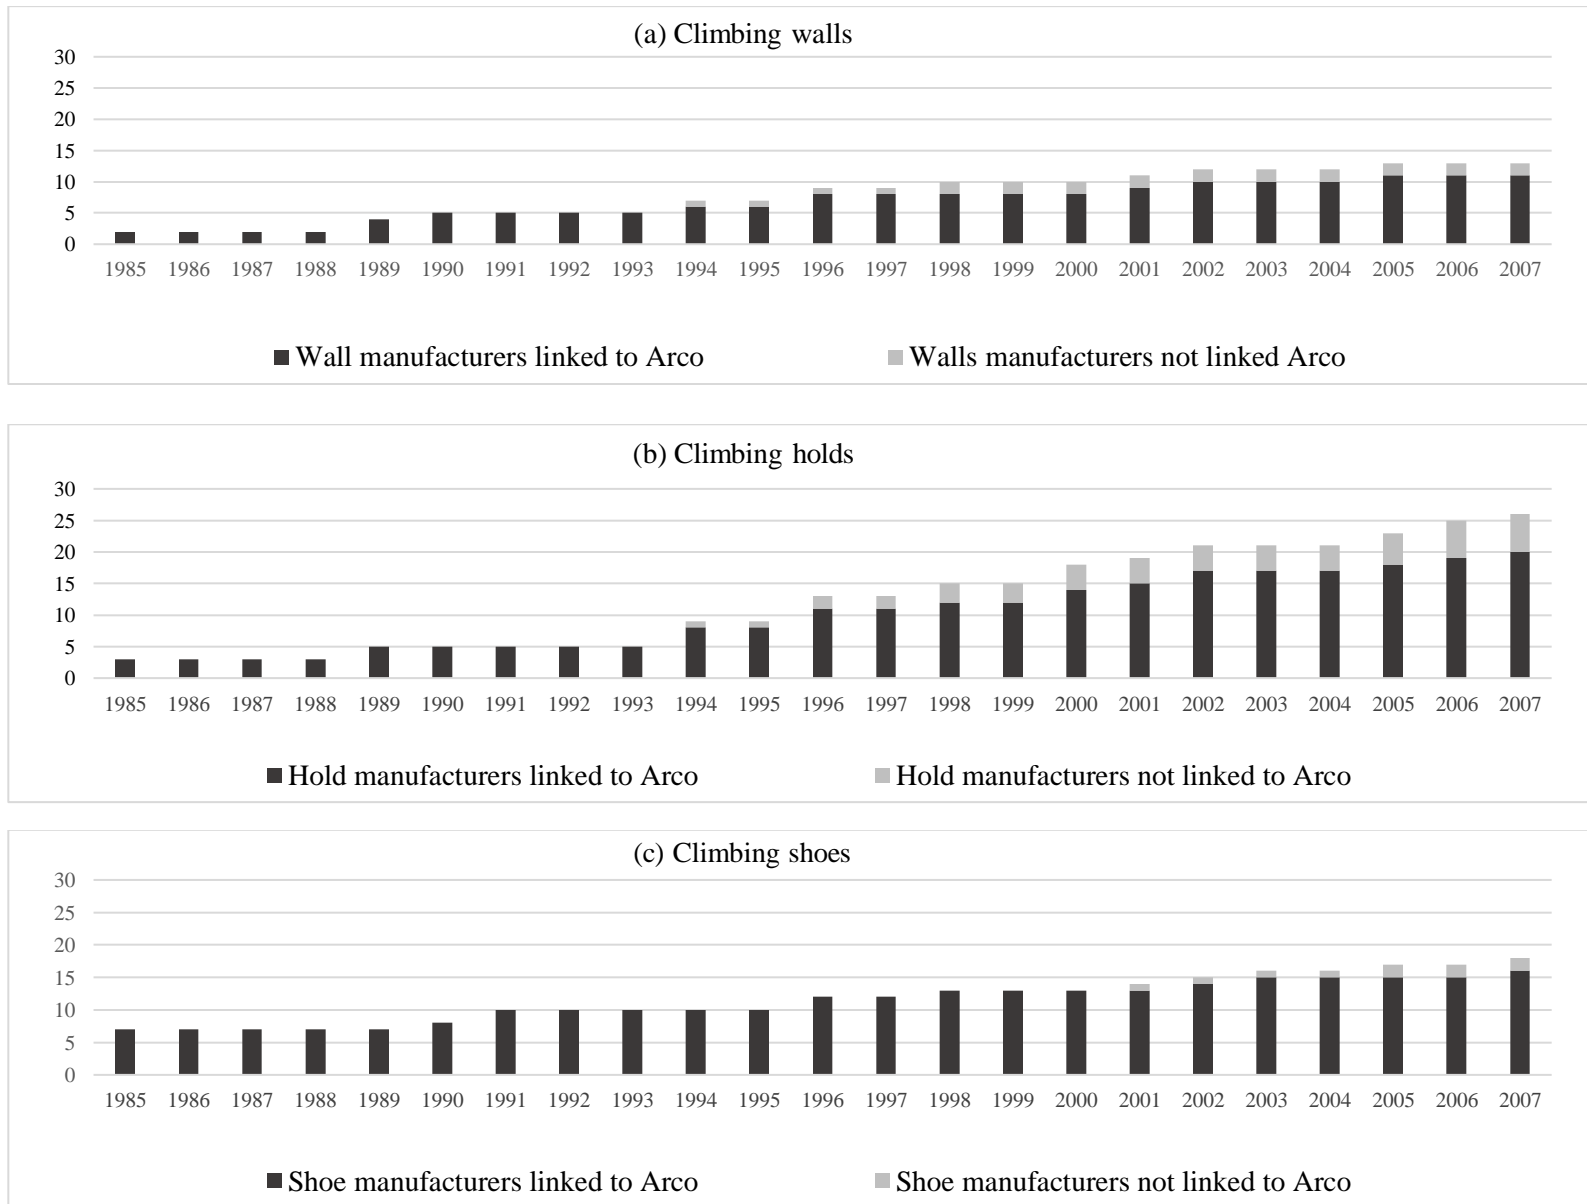 (a) Climbing walls
30
25
20
15
10
5
0
1985 1986 1987 1988 1989 1990 1991 1992 1993 1994 1995 1996 1997 1998 1999 2000 2001 2002 2003 2004 2005 2006 2007
Wall manufacturers linked to Arco Walls manufacturers not linked Arco
(b) Climbing holds
30
25
20
15
10
5
0
1985 1986 1987 1988 1989 1990 1991 1992 1993 1994 1995 1996 1997 1998 1999 2000 2001 2002 2003 2004 2005 2006 2007
Hold manufacturers linked to Arco Hold manufacturers not linked to Arco
(c) Climbing shoes
30
25
20
15
10
5
0
1985 1986 1987 1988 1989 1990 1991 1992 1993 1994 1995 1996 1997 1998 1999 2000 2001 2002 2003 2004 2005 2006 2007
Shoe manufacturers linked to Arco Shoe manufacturers not linked to Arco